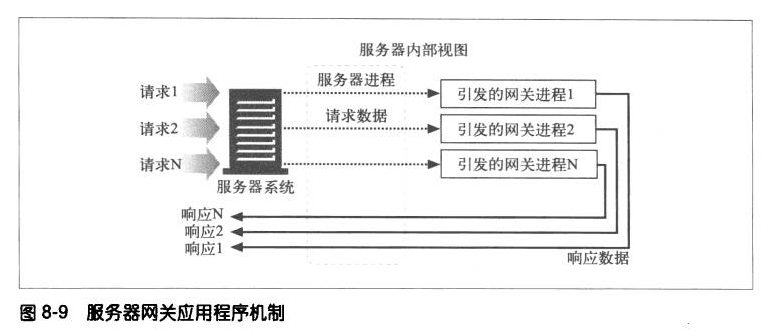 服务器内部视图
请求1
服务器进程
引发的网关进程1
请求2
请求数据
引发的网关进程2
请求N
引发的网关进程N
服务器系统
响应N
响应2
响应1
响应数据
图 8-9 服务器网关应用程序机制